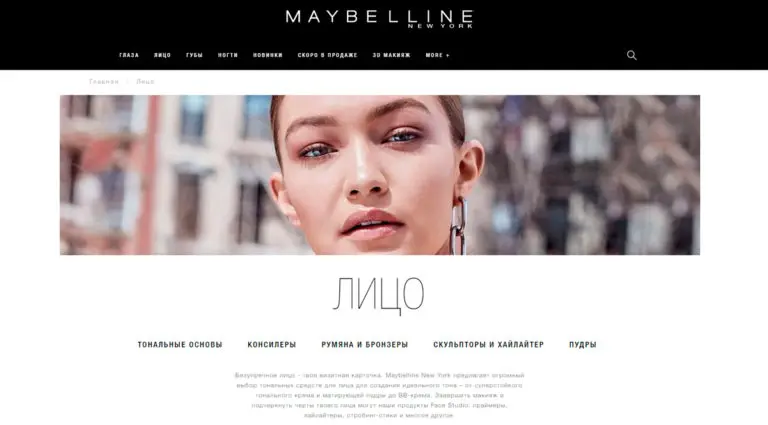 MAYBELLINE
NEW YORK
ГЛАЗА ЛИЦО ГУБЫ НОГТИ НОВИНКИ СКОРО В ПРОДАЖЕ 3D МАКИЯЖ MORE +
Главная Лицо
ЛИЦО
ТОНАЛЬНЫЕ ОСНОВЫ КОНСИЛЕРЫ РУМЯНА И БРОНЗЕРЫ СКУЛЬПТОРЫ И ХАЙЛАЙТЕР ПУДРЫ
Безупречное лицо - твоя визитная карточка. Maybelline New York предлагает огромный
выбор тональных средств для лица для создания идеального тона – от суперстойкого
тонального крема и матирующей пудры до BB-крема. Завершить макияж и
подчеркнуть черты твоего лица могут наши продукты Face Studio: праймеры,
хайлайтеры, стробинг-стики и многое другое.